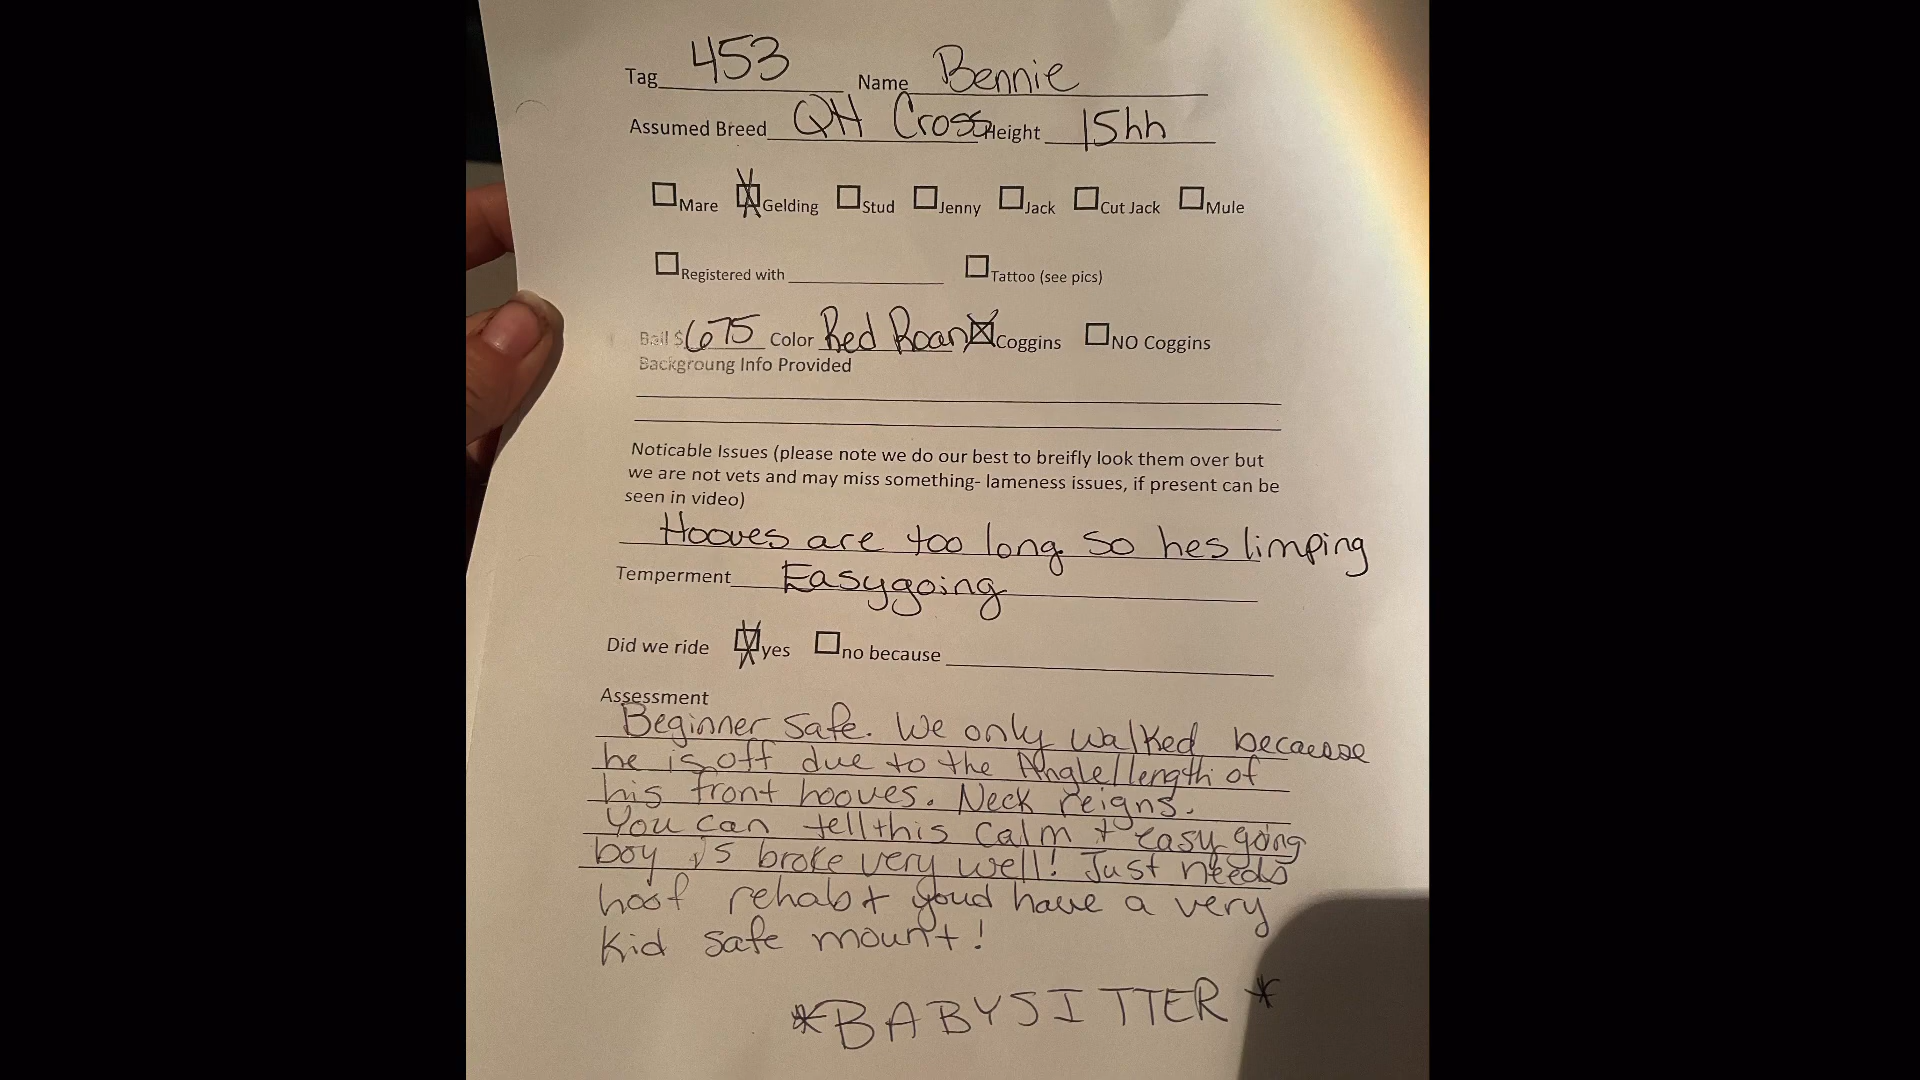 Tag 453 Name Bennie
Assumed Breed QH Cross Height 15hh
Mare Gelding Stud Jenny Jack Cut Jack Mule
Registered with Tattoo (see pics)
Bail $ 675 Color Red Roan Coggins NO Coggins
Backgroung Info Provided
Noticable Issues (please note we do our best to breifly look them over but
we are not vets and may miss something- lameness issues, if present can be
seen in video)
Hooves are too long so hes limping
Temperment Easygoing
Did we ride yes no because
Assessment
Beginner safe. We only walked because
he is off due to the Angle/length of
his front hooves. Neck reigns.
You can tell this calm + easy going
boy is broke very well! Just needs
hoof rehab + youd have a very
kid safe mount!
*BABYSITTER*